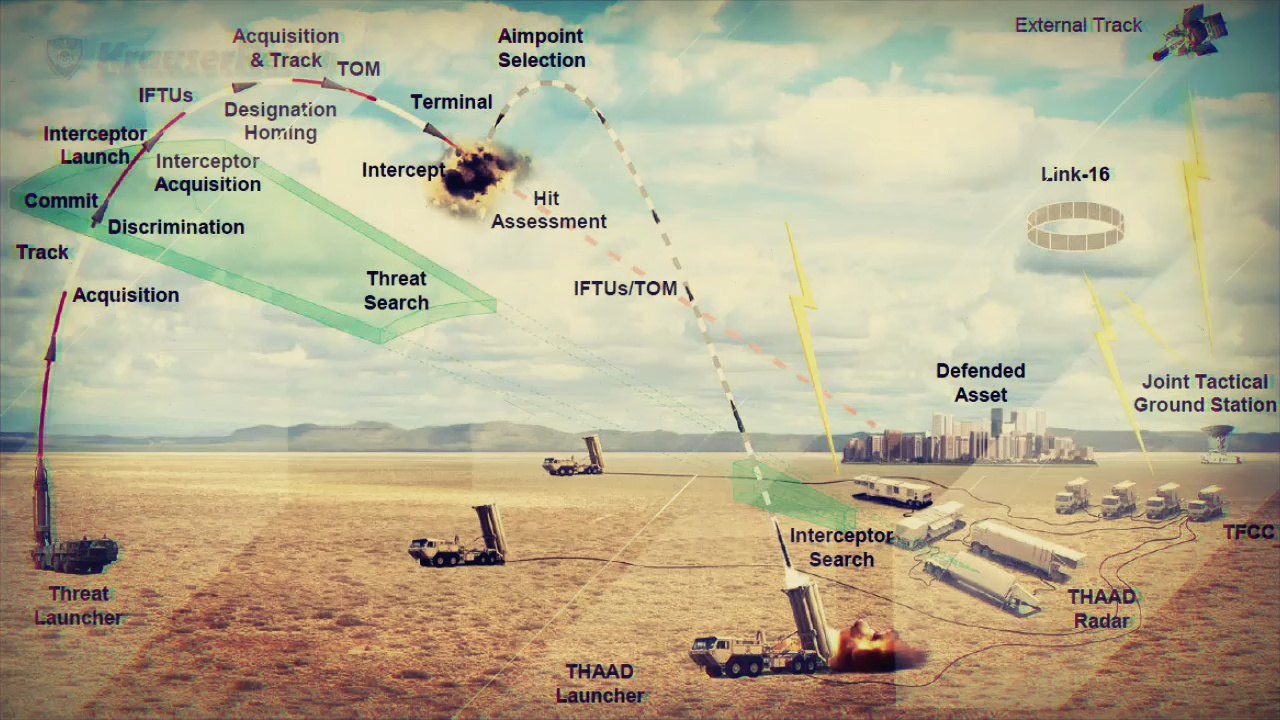 External Track
Acquisition
& Track
TOM
Aimpoint
Selection
IFTUs
Designation
Homing
Terminal
Interceptor
Launch
Interceptor
Acquisition
Intercept
Link-16
Commit
Discrimination
Hit
Assessment
Track
Acquisition
Threat
Search
IFTUs/TOM
Defended
Asset
Joint Tactical
Ground Station
Interceptor
Search
TFCC
Threat
Launcher
THAAD
Radar
THAAD
Launcher